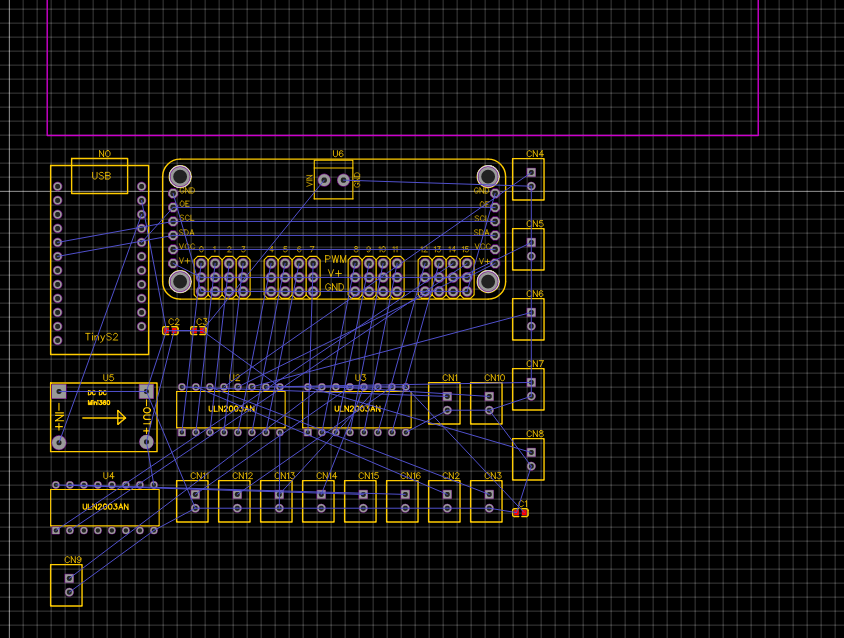 N0
USB
TinyS2
U6
VIN
GND
GND
OE
SCL
SDA
VCC
V+
GND
OE
SCL
SDA
VCC
V+
0 1 2 3 4 5 6 7 8 9 10 11 12 13 14 15
PWM
V+
GND
CN4
CN5
CN6
CN7
CN8
C2
C3
U5
DC-DC
Mini360
-IN+
-OUT+
U2
ULN2003AN
U3
ULN2003AN
CN1
CN10
U4
ULN2003AN
CN11
CN12
CN13
CN14
CN15
CN16
CN2
CN3
C1
CN9